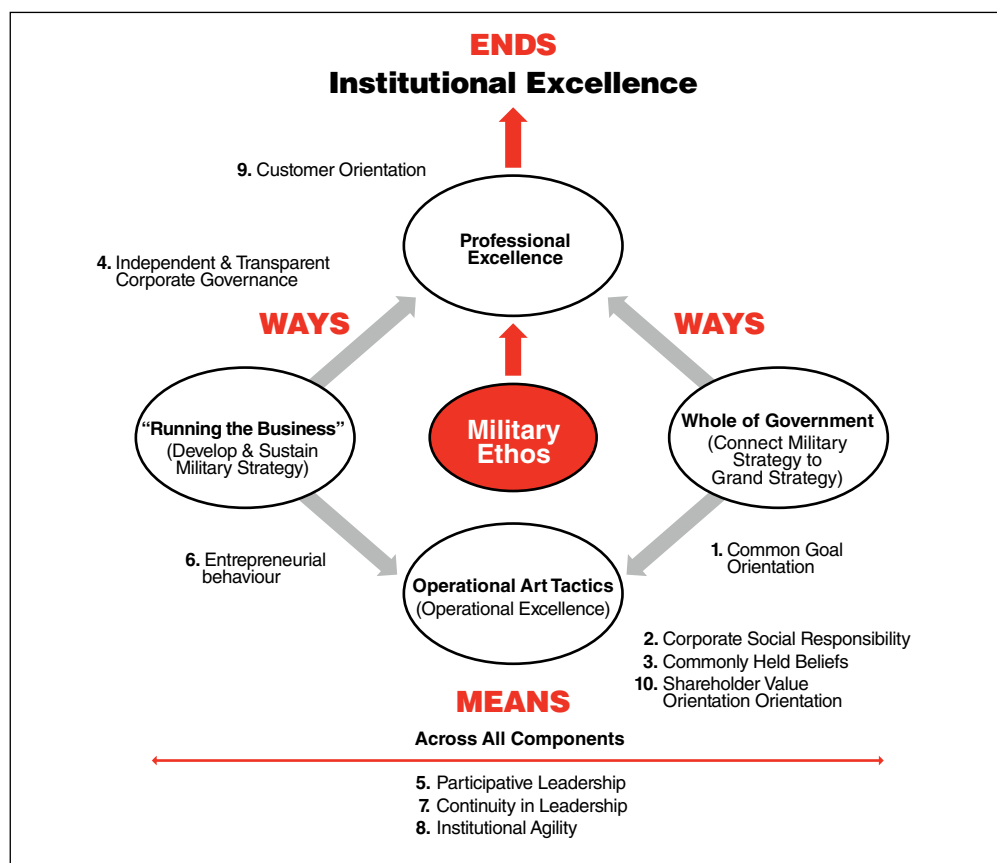 ENDS
Institutional Excellence
9. Customer Orientation
Professional
Excellence
4. Independent & Transparent
Corporate Governance
WAYS
WAYS
“Running the Business”
(Develop & Sustain
Military Strategy)
Military
Ethos
Whole of Government
(Connect Military
Strategy to
Grand Strategy)
6. Entrepreneurial
behaviour
1. Common Goal
Orientation
Operational Art Tactics
(Operational Excellence)
2. Corporate Social Responsibility
3. Commonly Held Beliefs
10. Shareholder Value
Orientation Orientation
MEANS
Across All Components
5. Participative Leadership
7. Continuity in Leadership
8. Institutional Agility